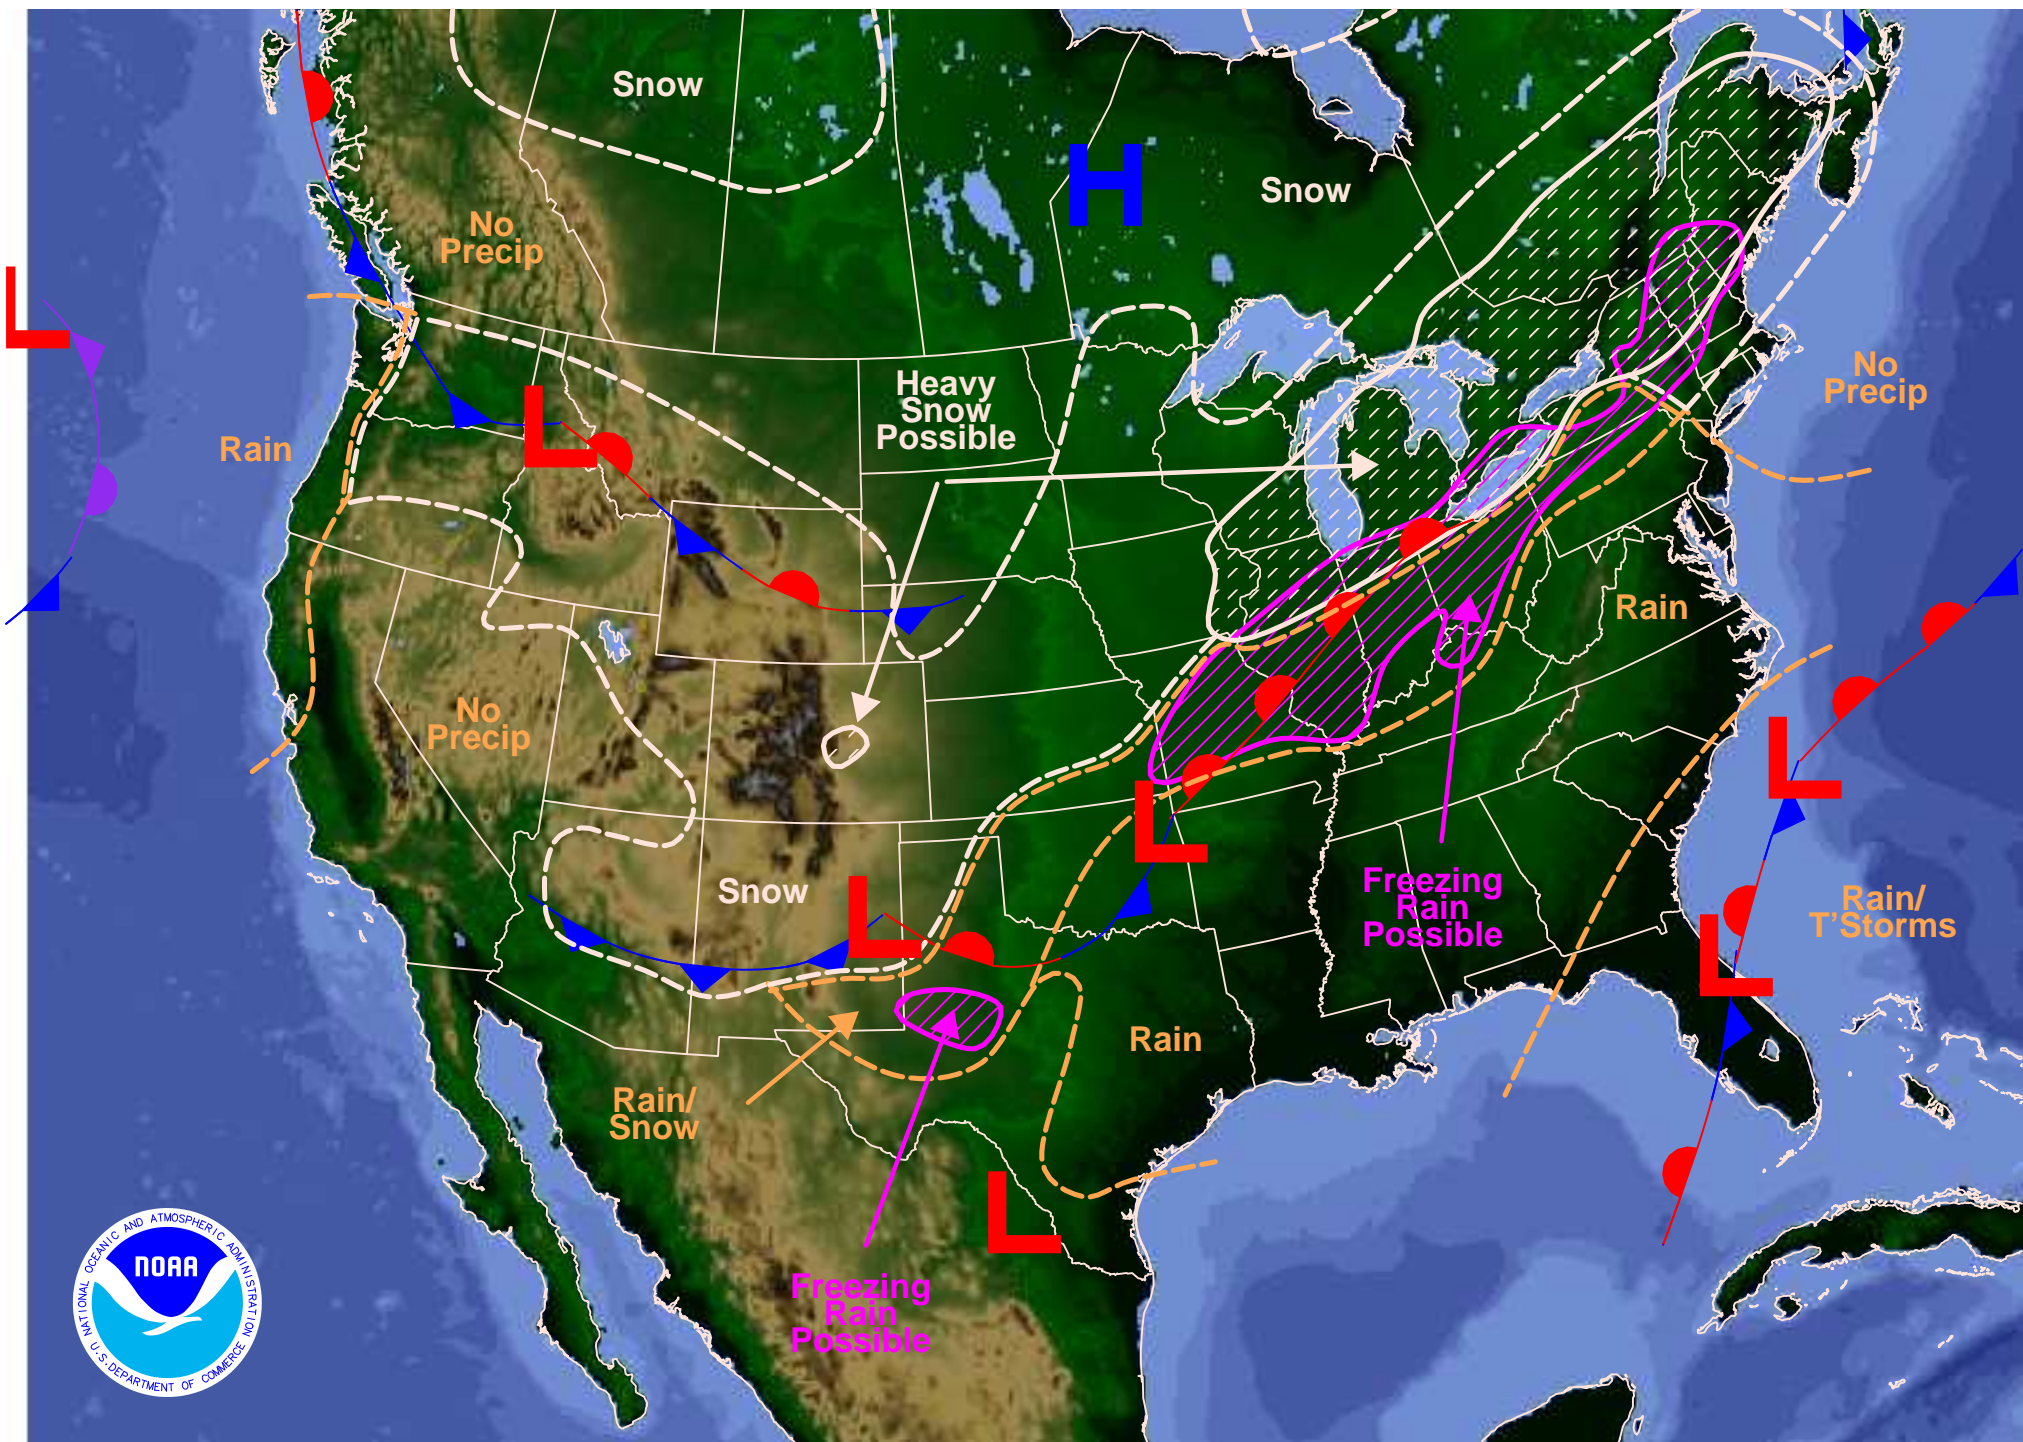 Snow
H
Snow
No
Precip
L
Heavy
Snow
Possible
No
Precip
Rain
L
Rain
No
Precip
L
L
Snow
L
Freezing
Rain
Possible
Rain/
T'Storms
L
Rain
Rain/
Snow
L
Freezing
Rain
Possible
NATIONAL OCEANIC AND ATMOSPHERIC ADMINISTRATION
NOAA
U.S. DEPARTMENT OF COMMERCE